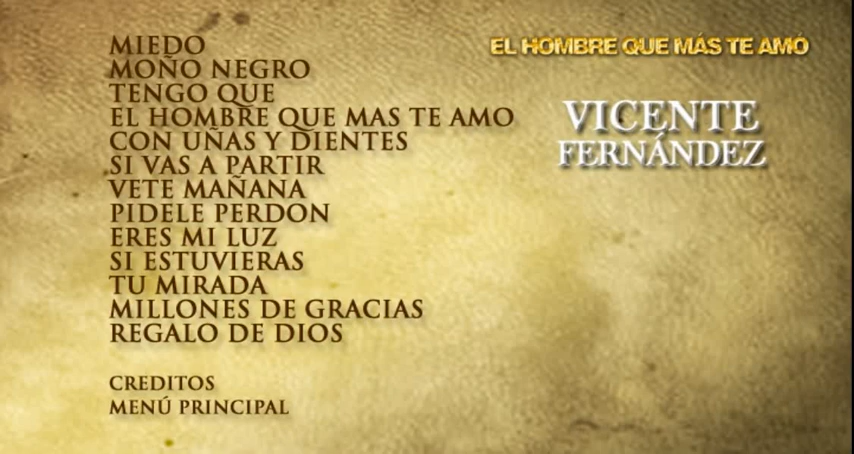 MIEDO
MOÑO NEGRO
TENGO QUE
EL HOMBRE QUE MAS TE AMO
CON UÑAS Y DIENTES
SI VAS A PARTIR
VETE MAÑANA
PIDELE PERDON
ERES MI LUZ
SI ESTUVIERAS
TU MIRADA
MILLONES DE GRACIAS
REGALO DE DIOS
CREDITOS
MENÚ PRINCIPAL
EL HOMBRE QUE MÁS TE AMÓ
VICENTE
FERNÁNDEZ